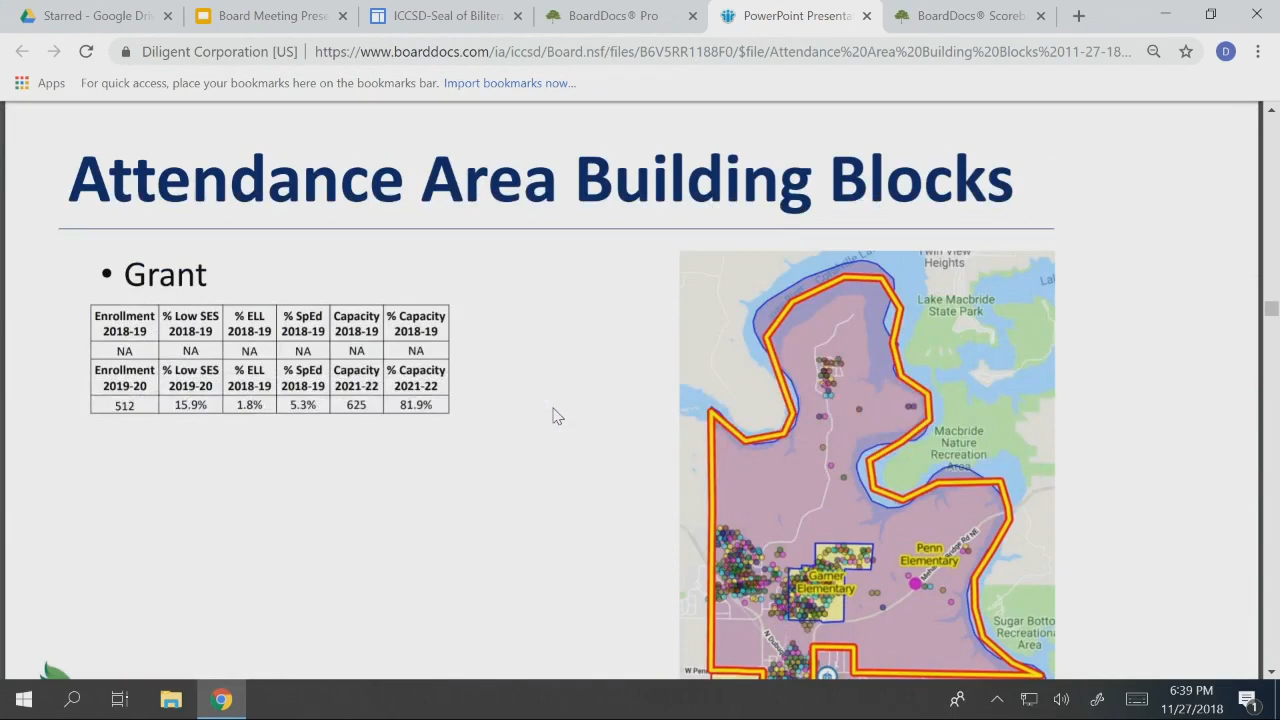 Starred - Google Driv
Board Meeting Prese
ICCSD-Seal of Bilitera
BoardDocs® Pro
PowerPoint Presenta
BoardDocs® Scoreb
Diligent Corporation [US]
https://www.boarddocs.com/ia/iccsd/Board.nsf/files/B6V5RR1188F0/$file/Attendance%20Area%20Building%20Blocks%2011-27-18...
D
Apps
For quick access, place your bookmarks here on the bookmarks bar. Import bookmarks now...
Attendance Area Building Blocks
• Grant
Enrollment 2018-19 | % Low SES 2018-19 | % ELL 2018-19 | % SpEd 2018-19 | Capacity 2018-19 | % Capacity 2018-19
NA | NA | NA | NA | NA | NA
Enrollment 2019-20 | % Low SES 2019-20 | % ELL 2018-19 | % SpEd 2018-19 | Capacity 2021-22 | % Capacity 2021-22
512 | 15.9% | 1.8% | 5.3% | 625 | 81.9%
Twin View
Heights
Lake Macbride
State Park
Macbride
Nature
Recreation
Area
Penn
Elementary
Garner
Elementary
Rd NE
Sugar Botto
Recreationa
Area
W Pen
6:39 PM
11/27/2018
1